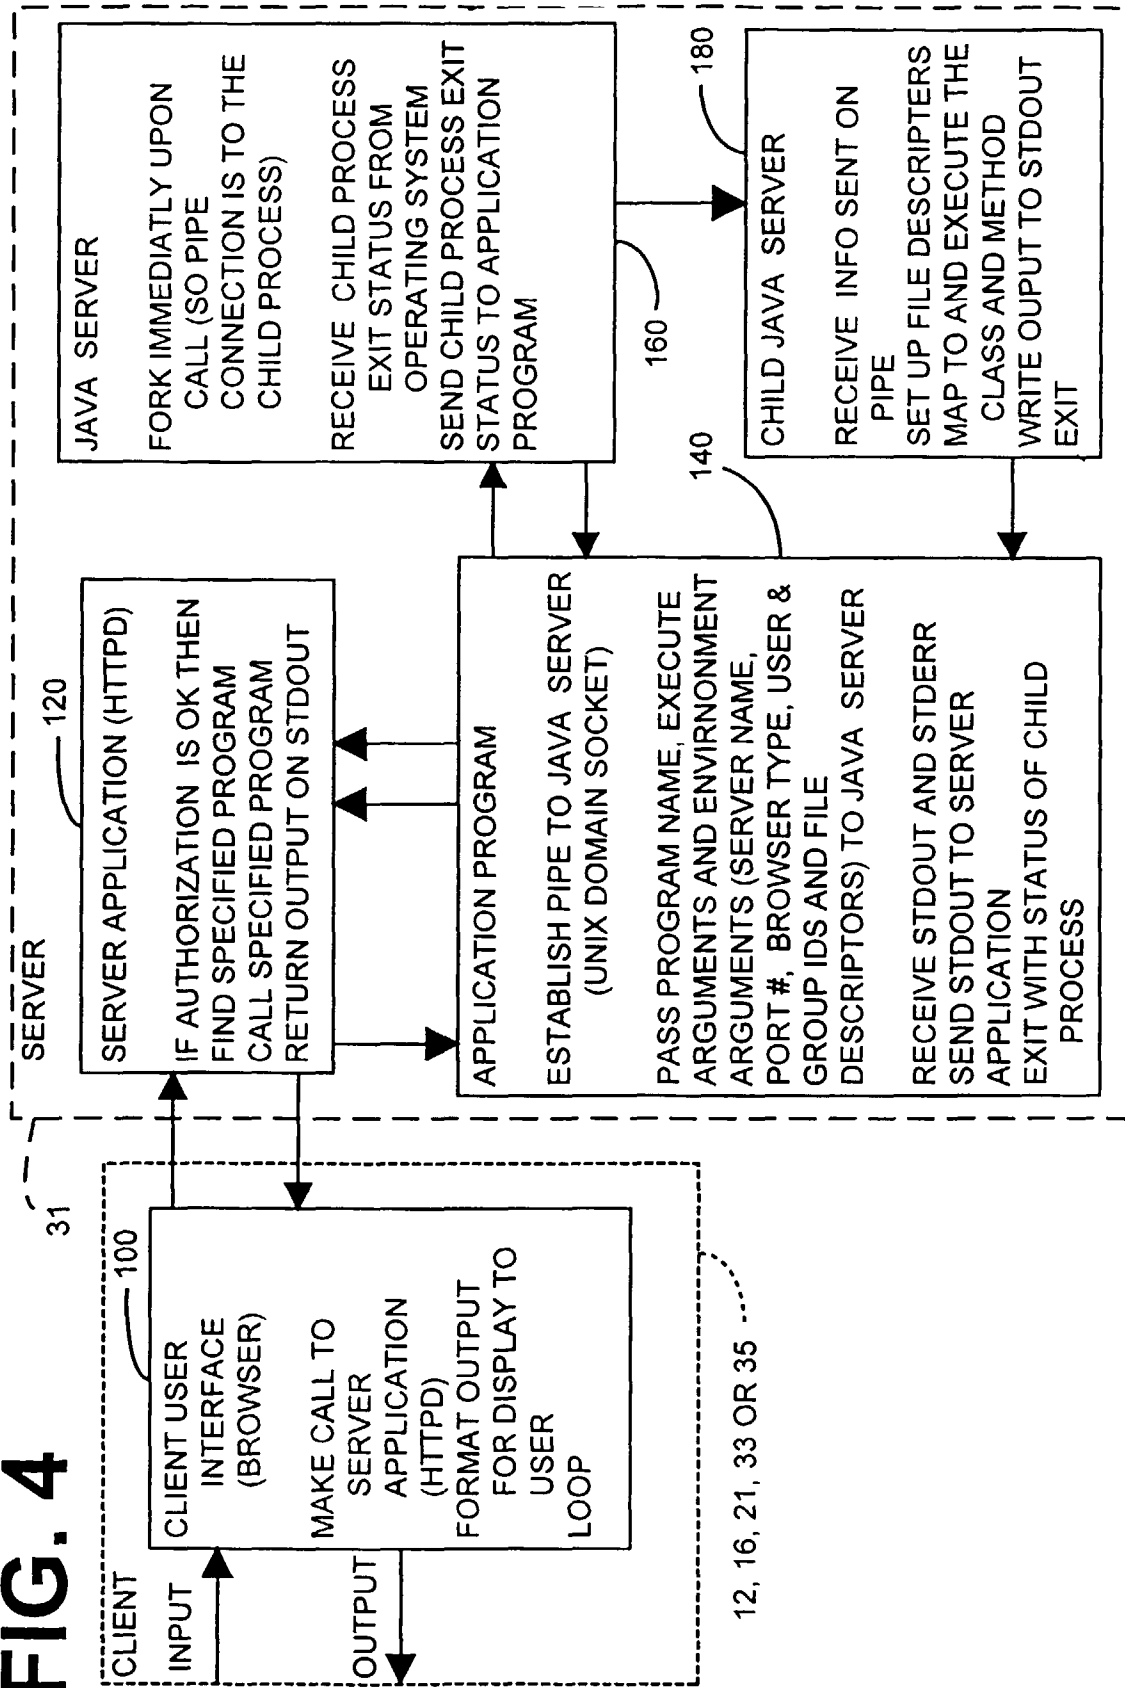 FIG. 4
CLIENT
INPUT
OUTPUT
100
CLIENT USER
INTERFACE
(BROWSER)
MAKE CALL TO
SERVER
APPLICATION
(HTTPD)
FORMAT OUTPUT
FOR DISPLAY TO
USER
LOOP
12, 16, 21, 33 OR 35
31
SERVER
120
SERVER APPLICATION (HTTPD)
IF AUTHORIZATION IS OK THEN
FIND SPECIFIED PROGRAM
CALL SPECIFIED PROGRAM
RETURN OUTPUT ON STDOUT
140
APPLICATION PROGRAM
ESTABLISH PIPE TO JAVA SERVER
(UNIX DOMAIN SOCKET)
PASS PROGRAM NAME, EXECUTE
ARGUMENTS AND ENVIRNONMENT
ARGUMENTS (SERVER NAME,
PORT #, BROWSER TYPE, USER &
GROUP IDS AND FILE
DESCRIPTORS) TO JAVA SERVER
RECEIVE STDOUT AND STDERR
SEND STDOUT TO SERVER
APPLICATION
EXIT WITH STATUS OF CHILD
PROCESS
JAVA SERVER
FORK IMMEDIATLY UPON
CALL (SO PIPE
CONNECTION IS TO THE
CHILD PROCESS)
RECEIVE CHILD PROCESS
EXIT STATUS FROM
OPERATING SYSTEM
SEND CHILD PROCESS EXIT
STATUS TO APPLICATION
PROGRAM
160
180
CHILD JAVA SERVER
RECEIVE INFO SENT ON
PIPE
SET UP FILE DESCRIPTERS
MAP TO AND EXECUTE THE
CLASS AND METHOD
WRITE OUPUT TO STDOUT
EXIT